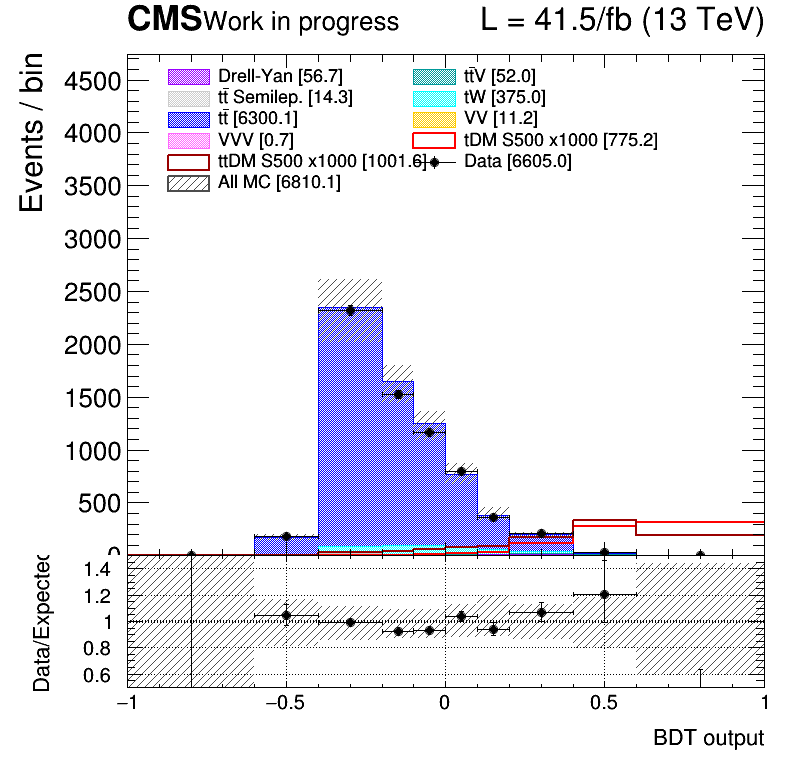 CMS Work in progress L = 41.5/fb (13 TeV)
Events / bin
4500
4000
3500
3000
2500
2000
1500
1000
500
0
Drell-Yan [56.7] tt̄V [52.0]
tt̄ Semilep. [14.3] tW [375.0]
tt̄ [6300.1] VV [11.2]
VVV [0.7] tDM S500 x1000 [775.2]
ttDM S500 x1000 [1001.6] Data [6605.0]
All MC [6810.1]
Data/Expected
1.4
1.2
1
0.8
0.6
−1 −0.5 0 0.5 1
BDT output